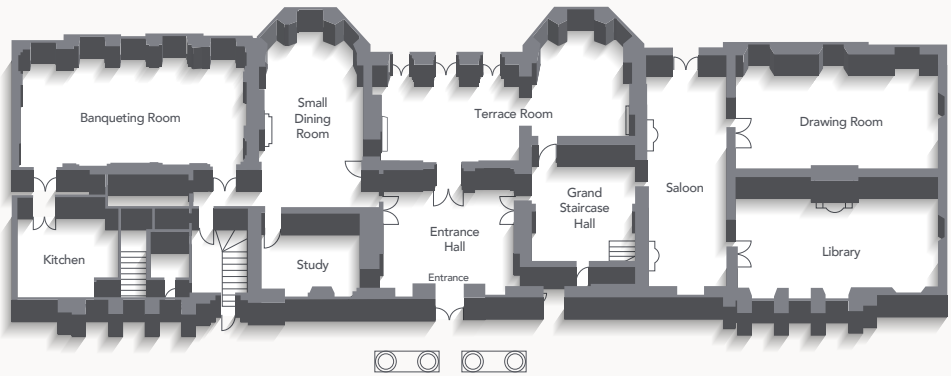 Banqueting Room
Small
Dining
Room
Terrace Room
Drawing Room
Saloon
Grand
Staircase
Hall
Entrance
Hall
Kitchen
Study
Library
Entrance